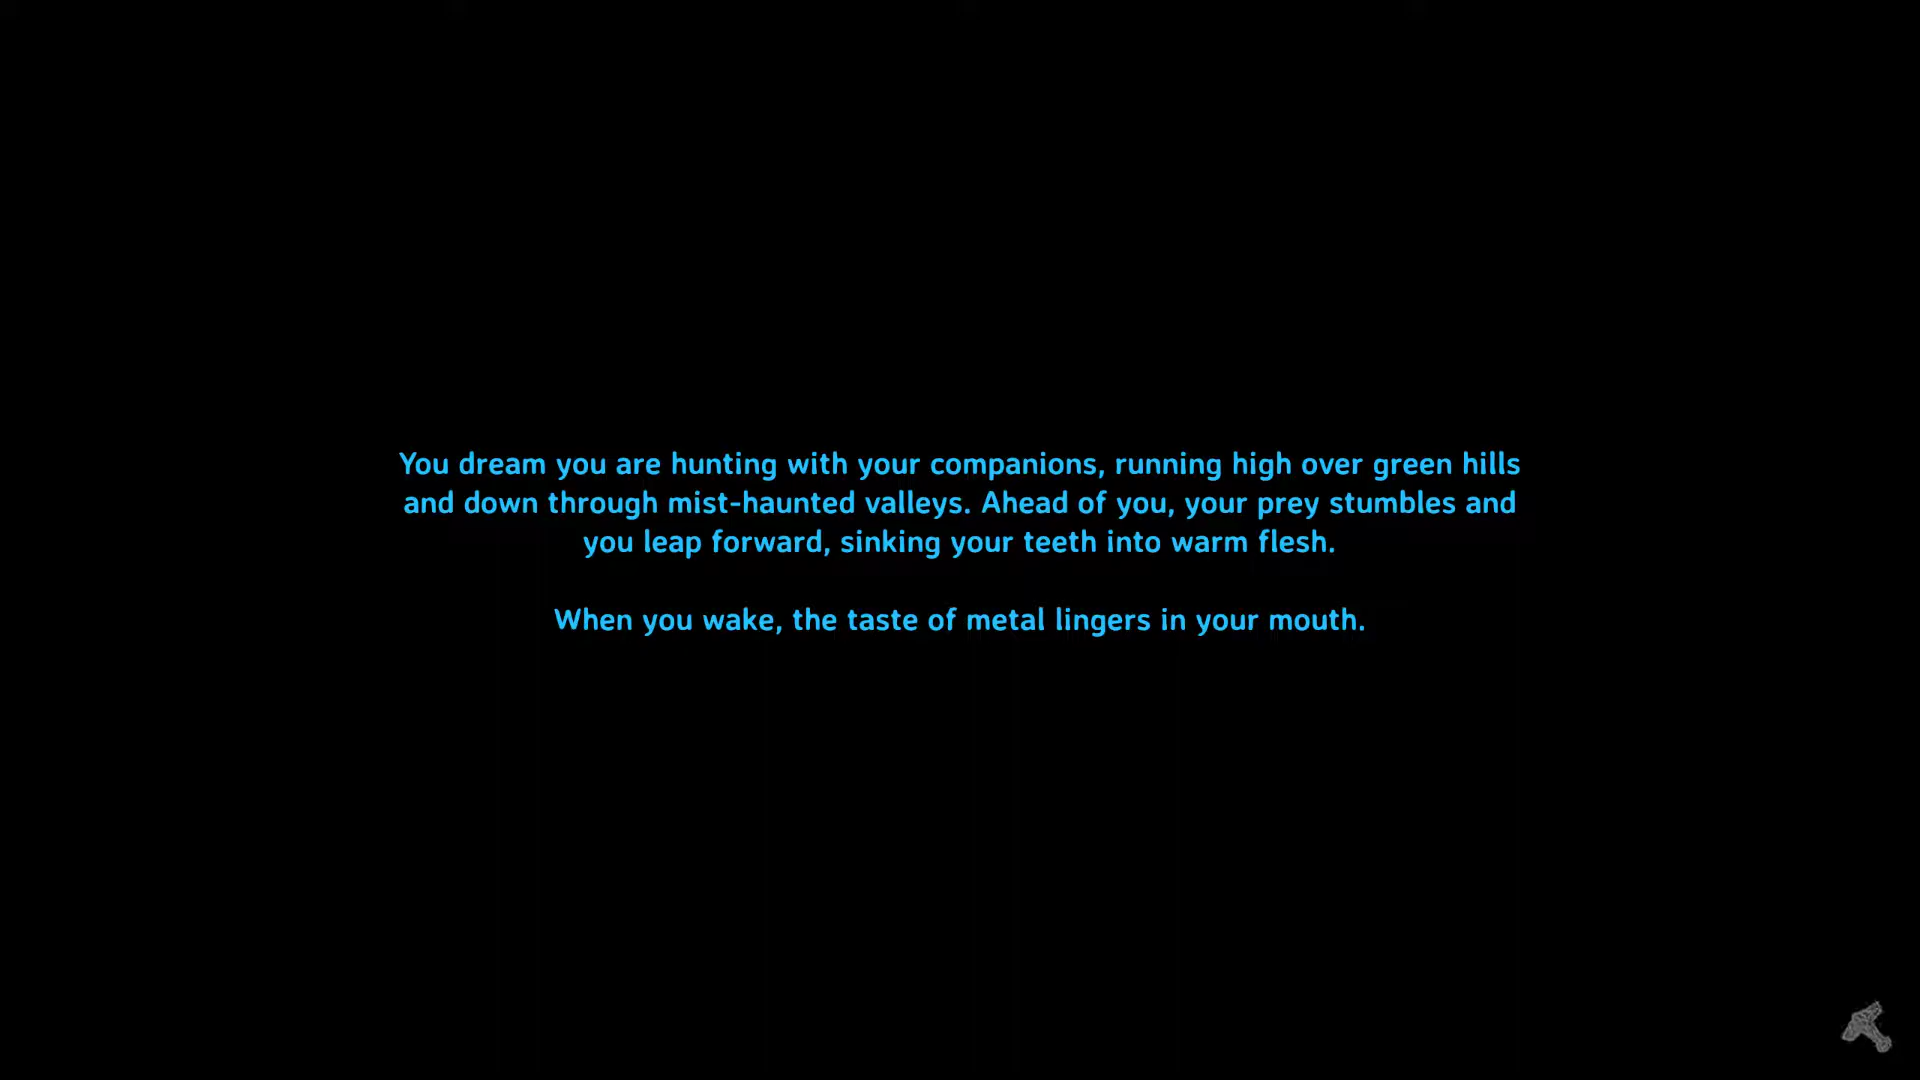 You dream you are hunting with your companions, running high over green hills
and down through mist-haunted valleys. Ahead of you, your prey stumbles and
you leap forward, sinking your teeth into warm flesh.
When you wake, the taste of metal lingers in your mouth.